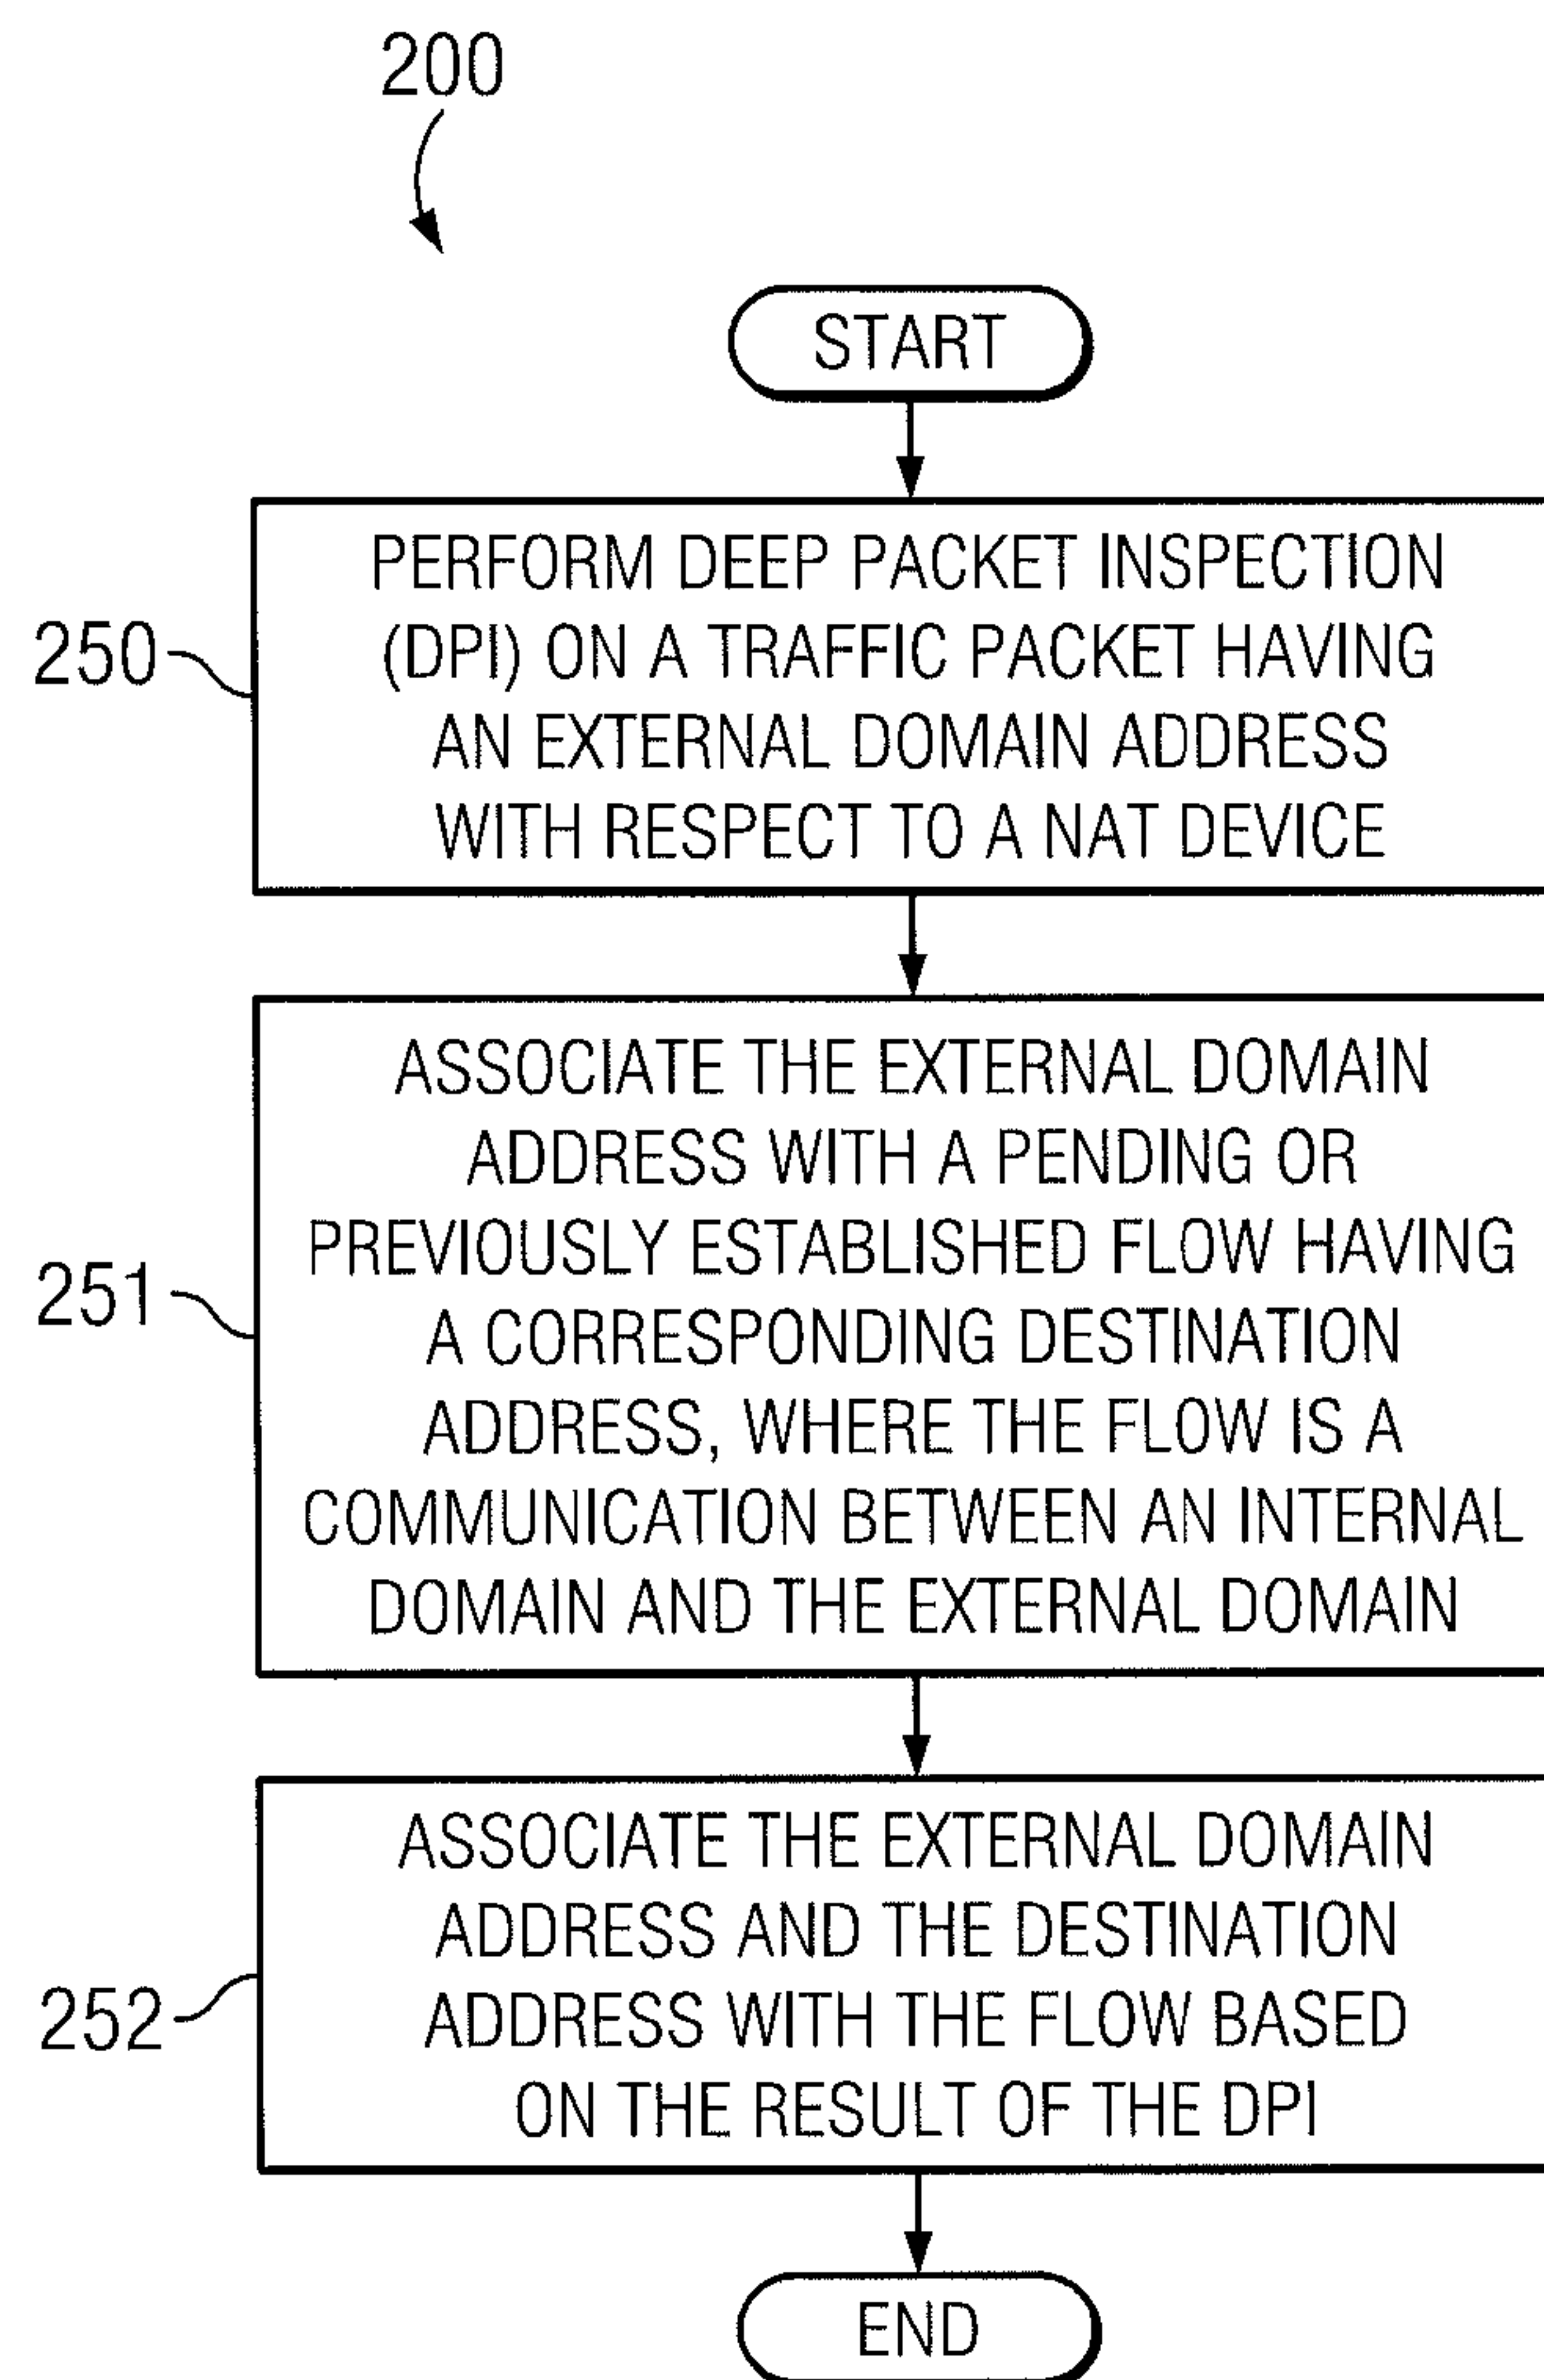 200
START
250
PERFORM DEEP PACKET INSPECTION
(DPI) ON A TRAFFIC PACKET HAVING
AN EXTERNAL DOMAIN ADDRESS
WITH RESPECT TO A NAT DEVICE
251
ASSOCIATE THE EXTERNAL DOMAIN
ADDRESS WITH A PENDING OR
PREVIOUSLY ESTABLISHED FLOW HAVING
A CORRESPONDING DESTINATION
ADDRESS, WHERE THE FLOW IS A
COMMUNICATION BETWEEN AN INTERNAL
DOMAIN AND THE EXTERNAL DOMAIN
252
ASSOCIATE THE EXTERNAL DOMAIN
ADDRESS AND THE DESTINATION
ADDRESS WITH THE FLOW BASED
ON THE RESULT OF THE DPI
END